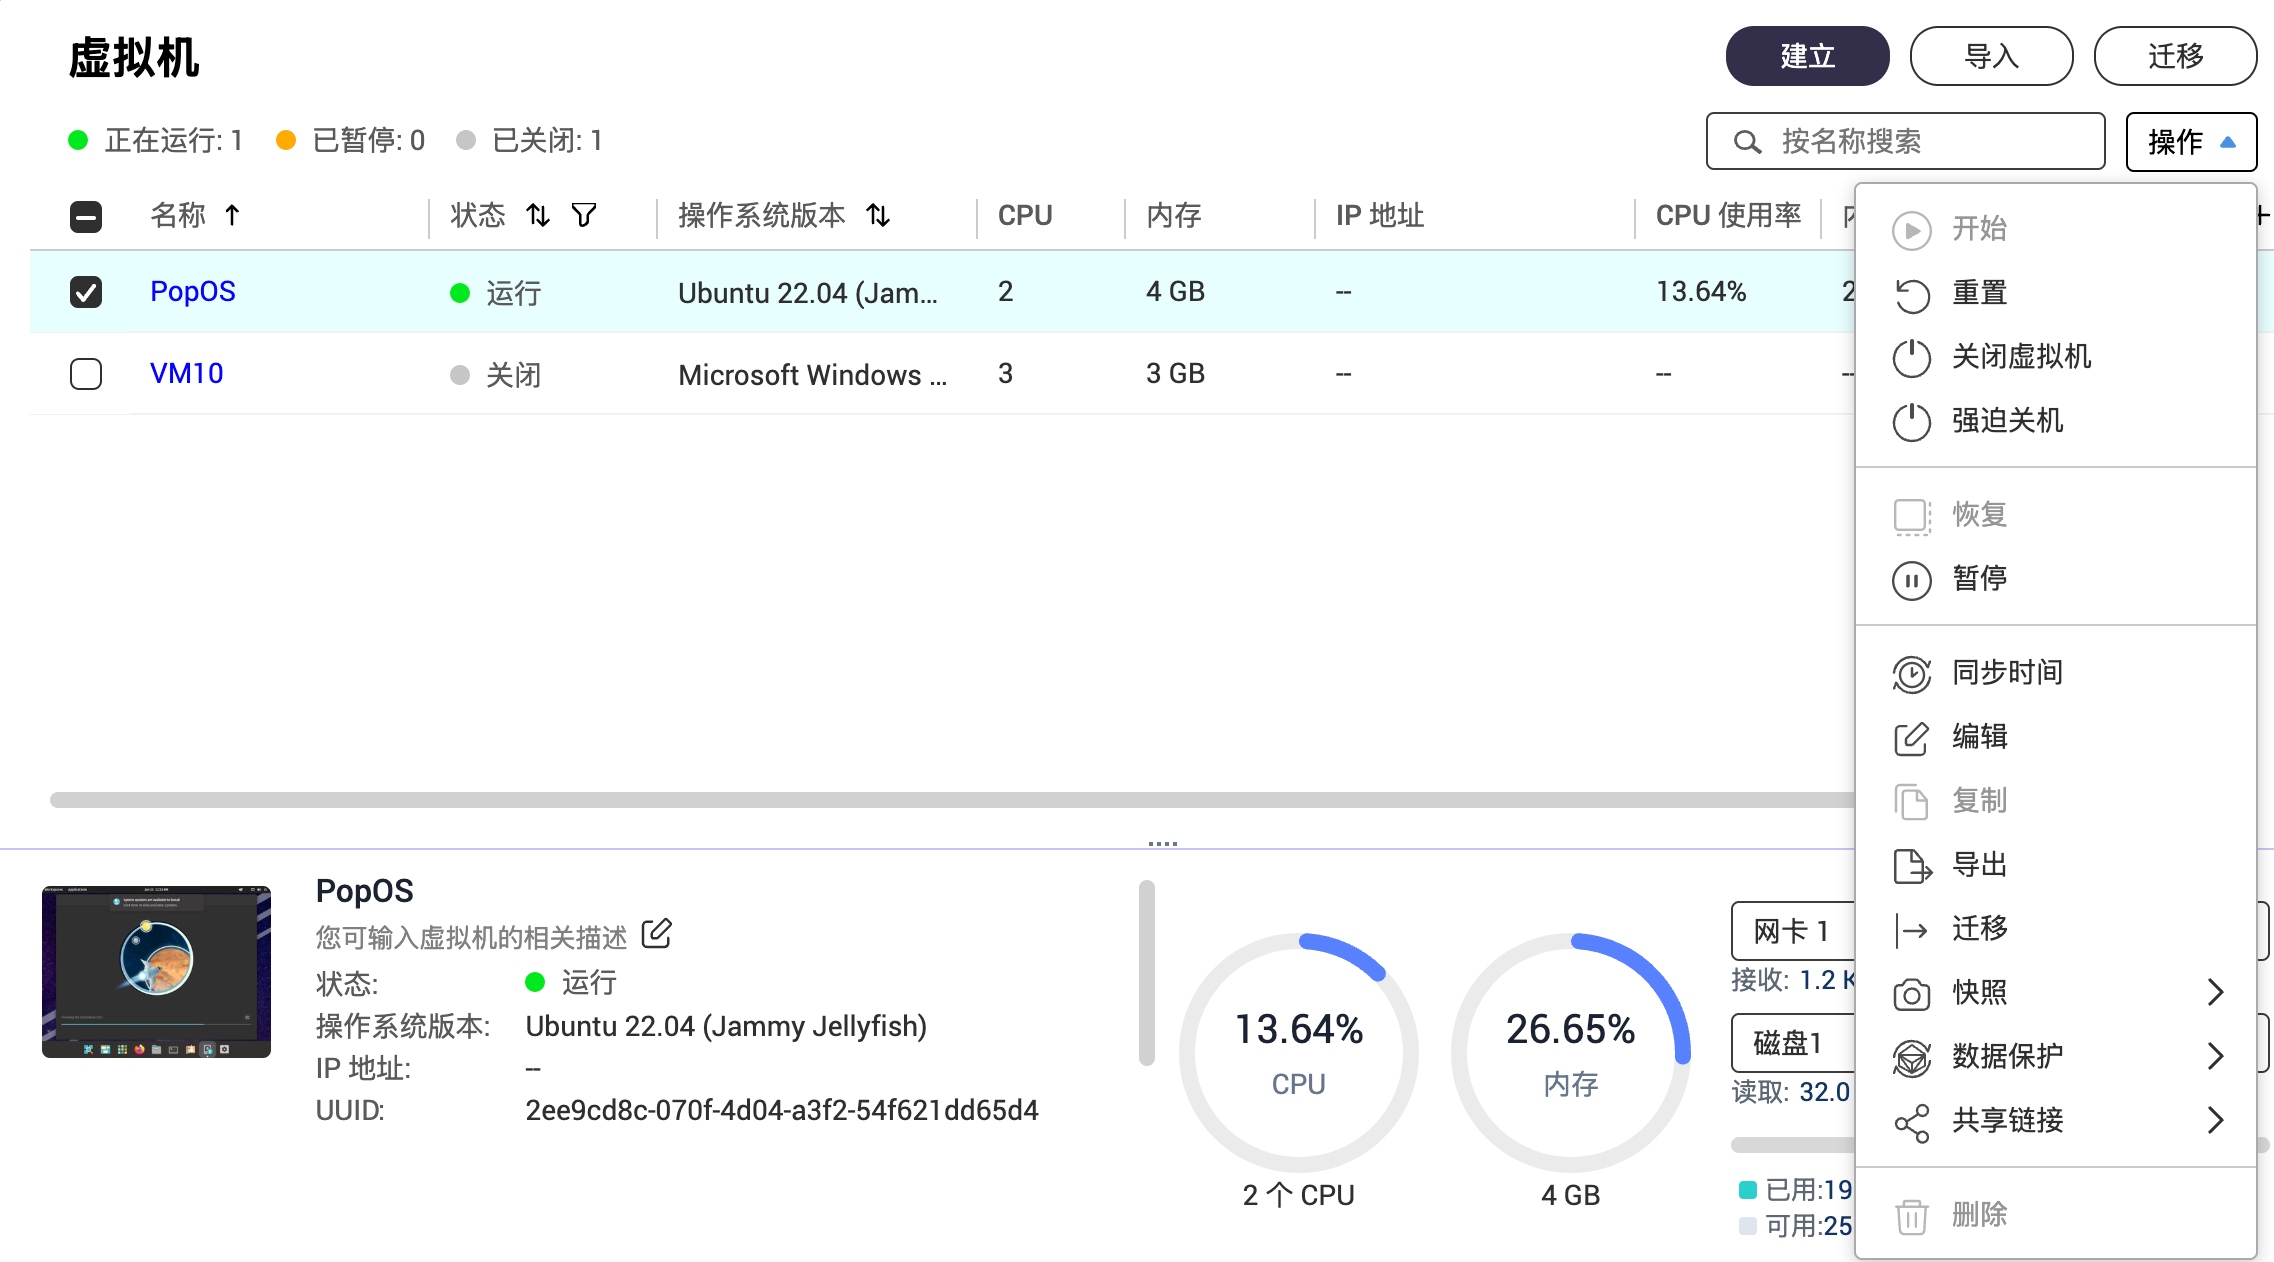 虚拟机
建立
导入
迁移
正在运行: 1
已暂停: 0
已关闭: 1
按名称搜索
操作
名称
状态
操作系统版本
CPU
内存
IP 地址
CPU 使用率
PopOS
运行
Ubuntu 22.04 (Jam...
2
4 GB
--
13.64%
2
VM10
关闭
Microsoft Windows ...
3
3 GB
--
--
--
开始
重置
关闭虚拟机
强迫关机
恢复
暂停
同步时间
编辑
复制
导出
迁移
快照
数据保护
共享链接
删除
PopOS
您可输入虚拟机的相关描述
状态:
运行
操作系统版本:
Ubuntu 22.04 (Jammy Jellyfish)
IP 地址:
--
UUID:
2ee9cd8c-070f-4d04-a3f2-54f621dd65d4
13.64%
CPU
2 个 CPU
26.65%
内存
4 GB
网卡 1
接收: 1.2 K
磁盘1
读取: 32.0
已用:19
可用:25